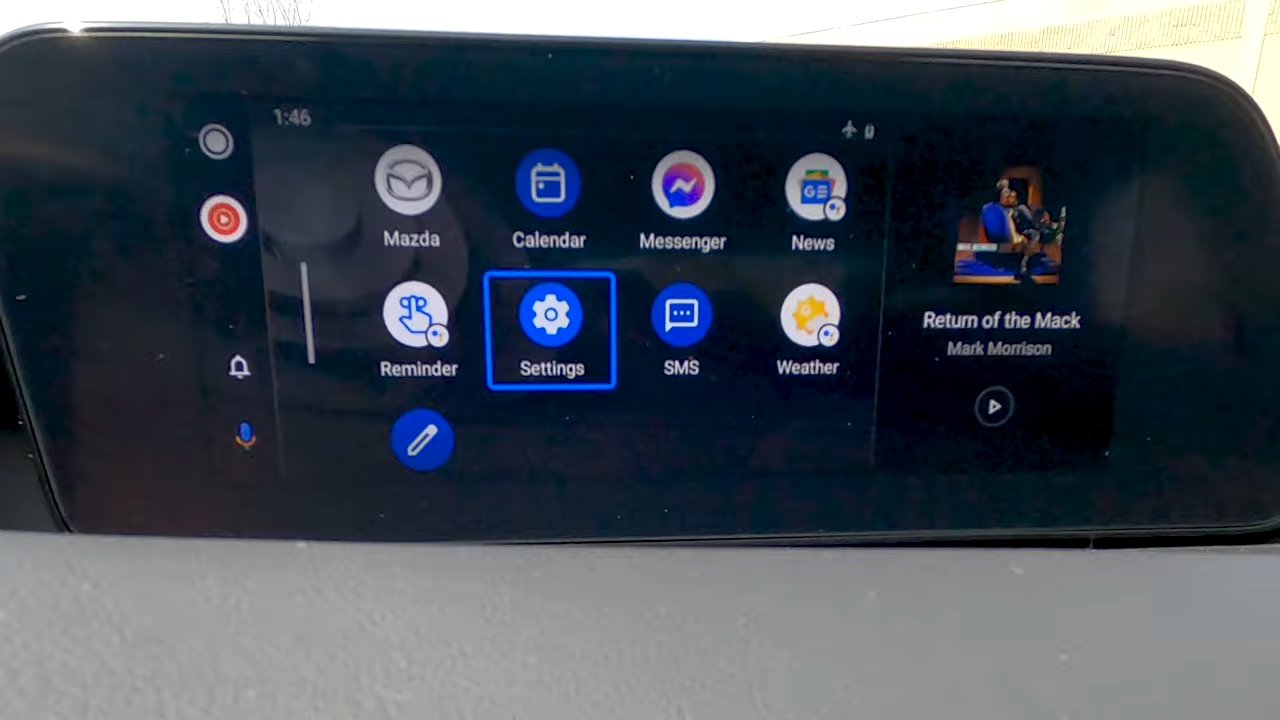 1:46
Mazda
Calendar
Messenger
News
Reminder
Settings
SMS
Weather
Return of the Mack
Mark Morrison